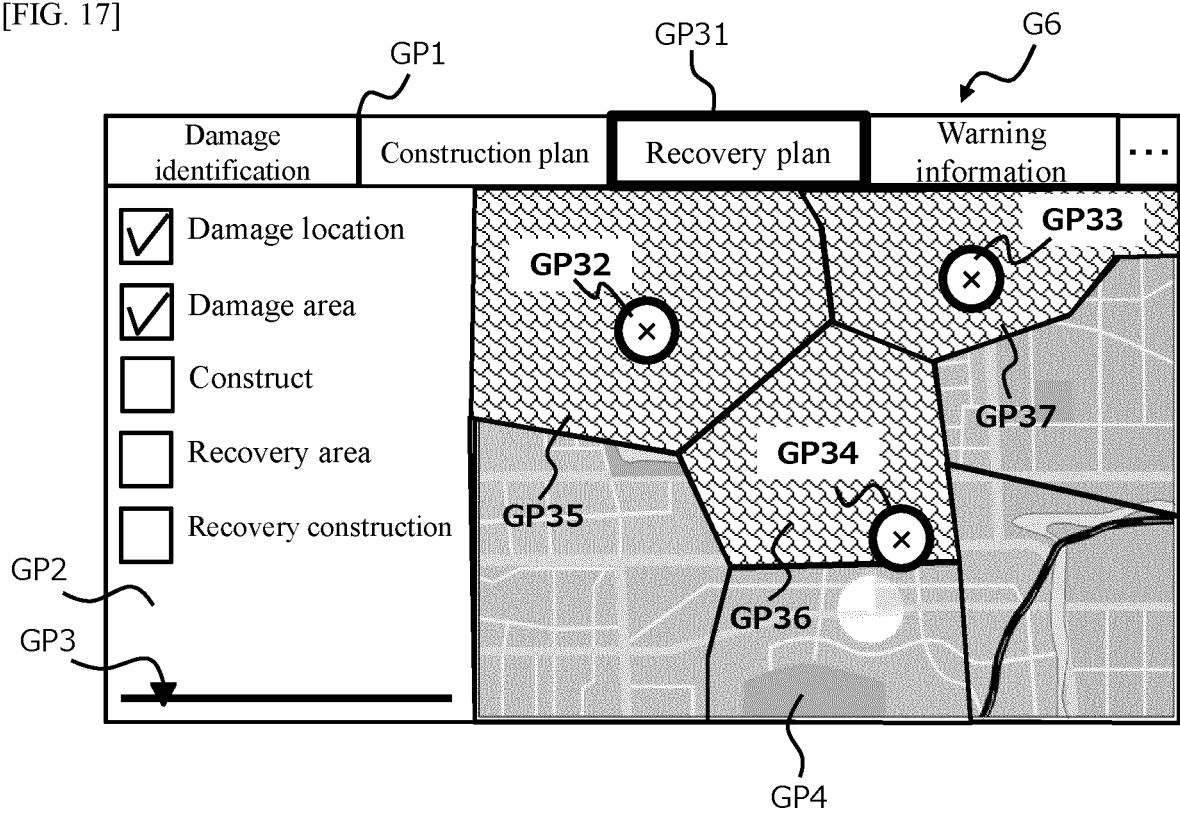 [FIG. 17]
GP1
GP31
G6
Damage
identification
Construction plan
Recovery plan
Warning
information
...
Damage location
Damage area
Construct
Recovery area
Recovery construction
GP32
GP33
GP37
GP34
GP35
GP36
GP2
GP3
GP4